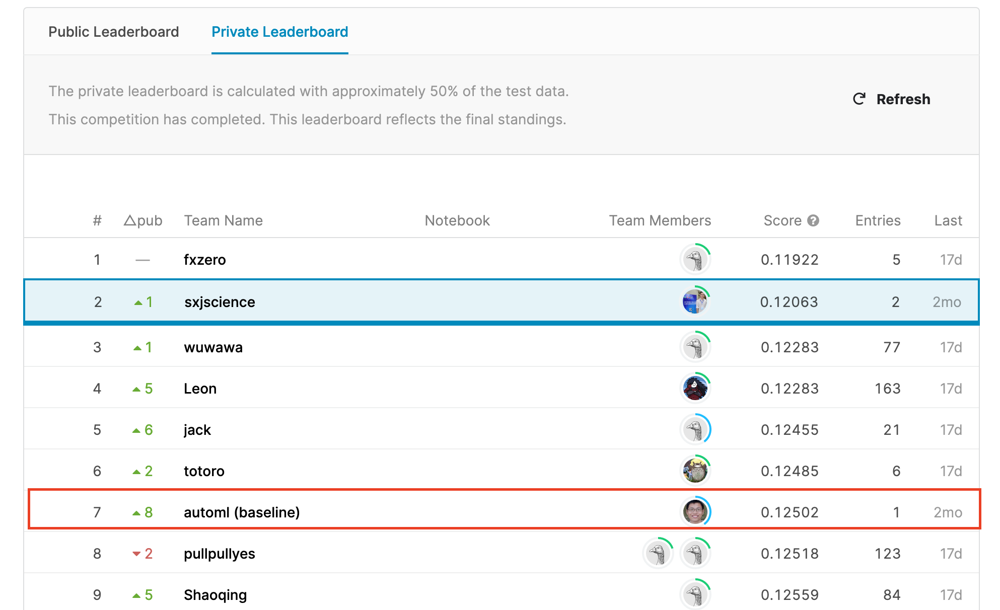 Public Leaderboard Private Leaderboard
The private leaderboard is calculated with approximately 50% of the test data.
This competition has completed. This leaderboard reflects the final standings.
Refresh
# △pub Team Name Notebook Team Members Score ? Entries Last
1 — fxzero 0.11922 5 17d
2 ▲ 1 sxjscience 0.12063 2 2mo
3 ▲ 1 wuwawa 0.12283 77 17d
4 ▲ 5 Leon 0.12283 163 17d
5 ▲ 6 jack 0.12455 21 17d
6 ▲ 2 totoro 0.12485 6 17d
7 ▲ 8 automl (baseline) 0.12502 1 2mo
8 ▼ 2 pullpullyes 0.12518 123 17d
9 ▲ 5 Shaoqing 0.12559 84 17d